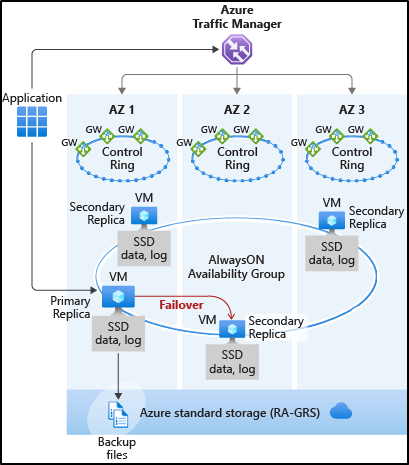 Azure
Traffic Manager
Application
AZ 1
AZ 2
AZ 3
GW
GW
GW
Control
Ring
GW
GW
GW
Control
Ring
GW
GW
GW
Control
Ring
VM
Secondary
Replica
SSD
data, log
VM
Secondary
Replica
SSD
data, log
AlwaysON
Availability Group
VM
Primary
Replica
SSD
data, log
Failover
VM
Secondary
Replica
SSD
data, log
Azure standard storage (RA-GRS)
Backup
files